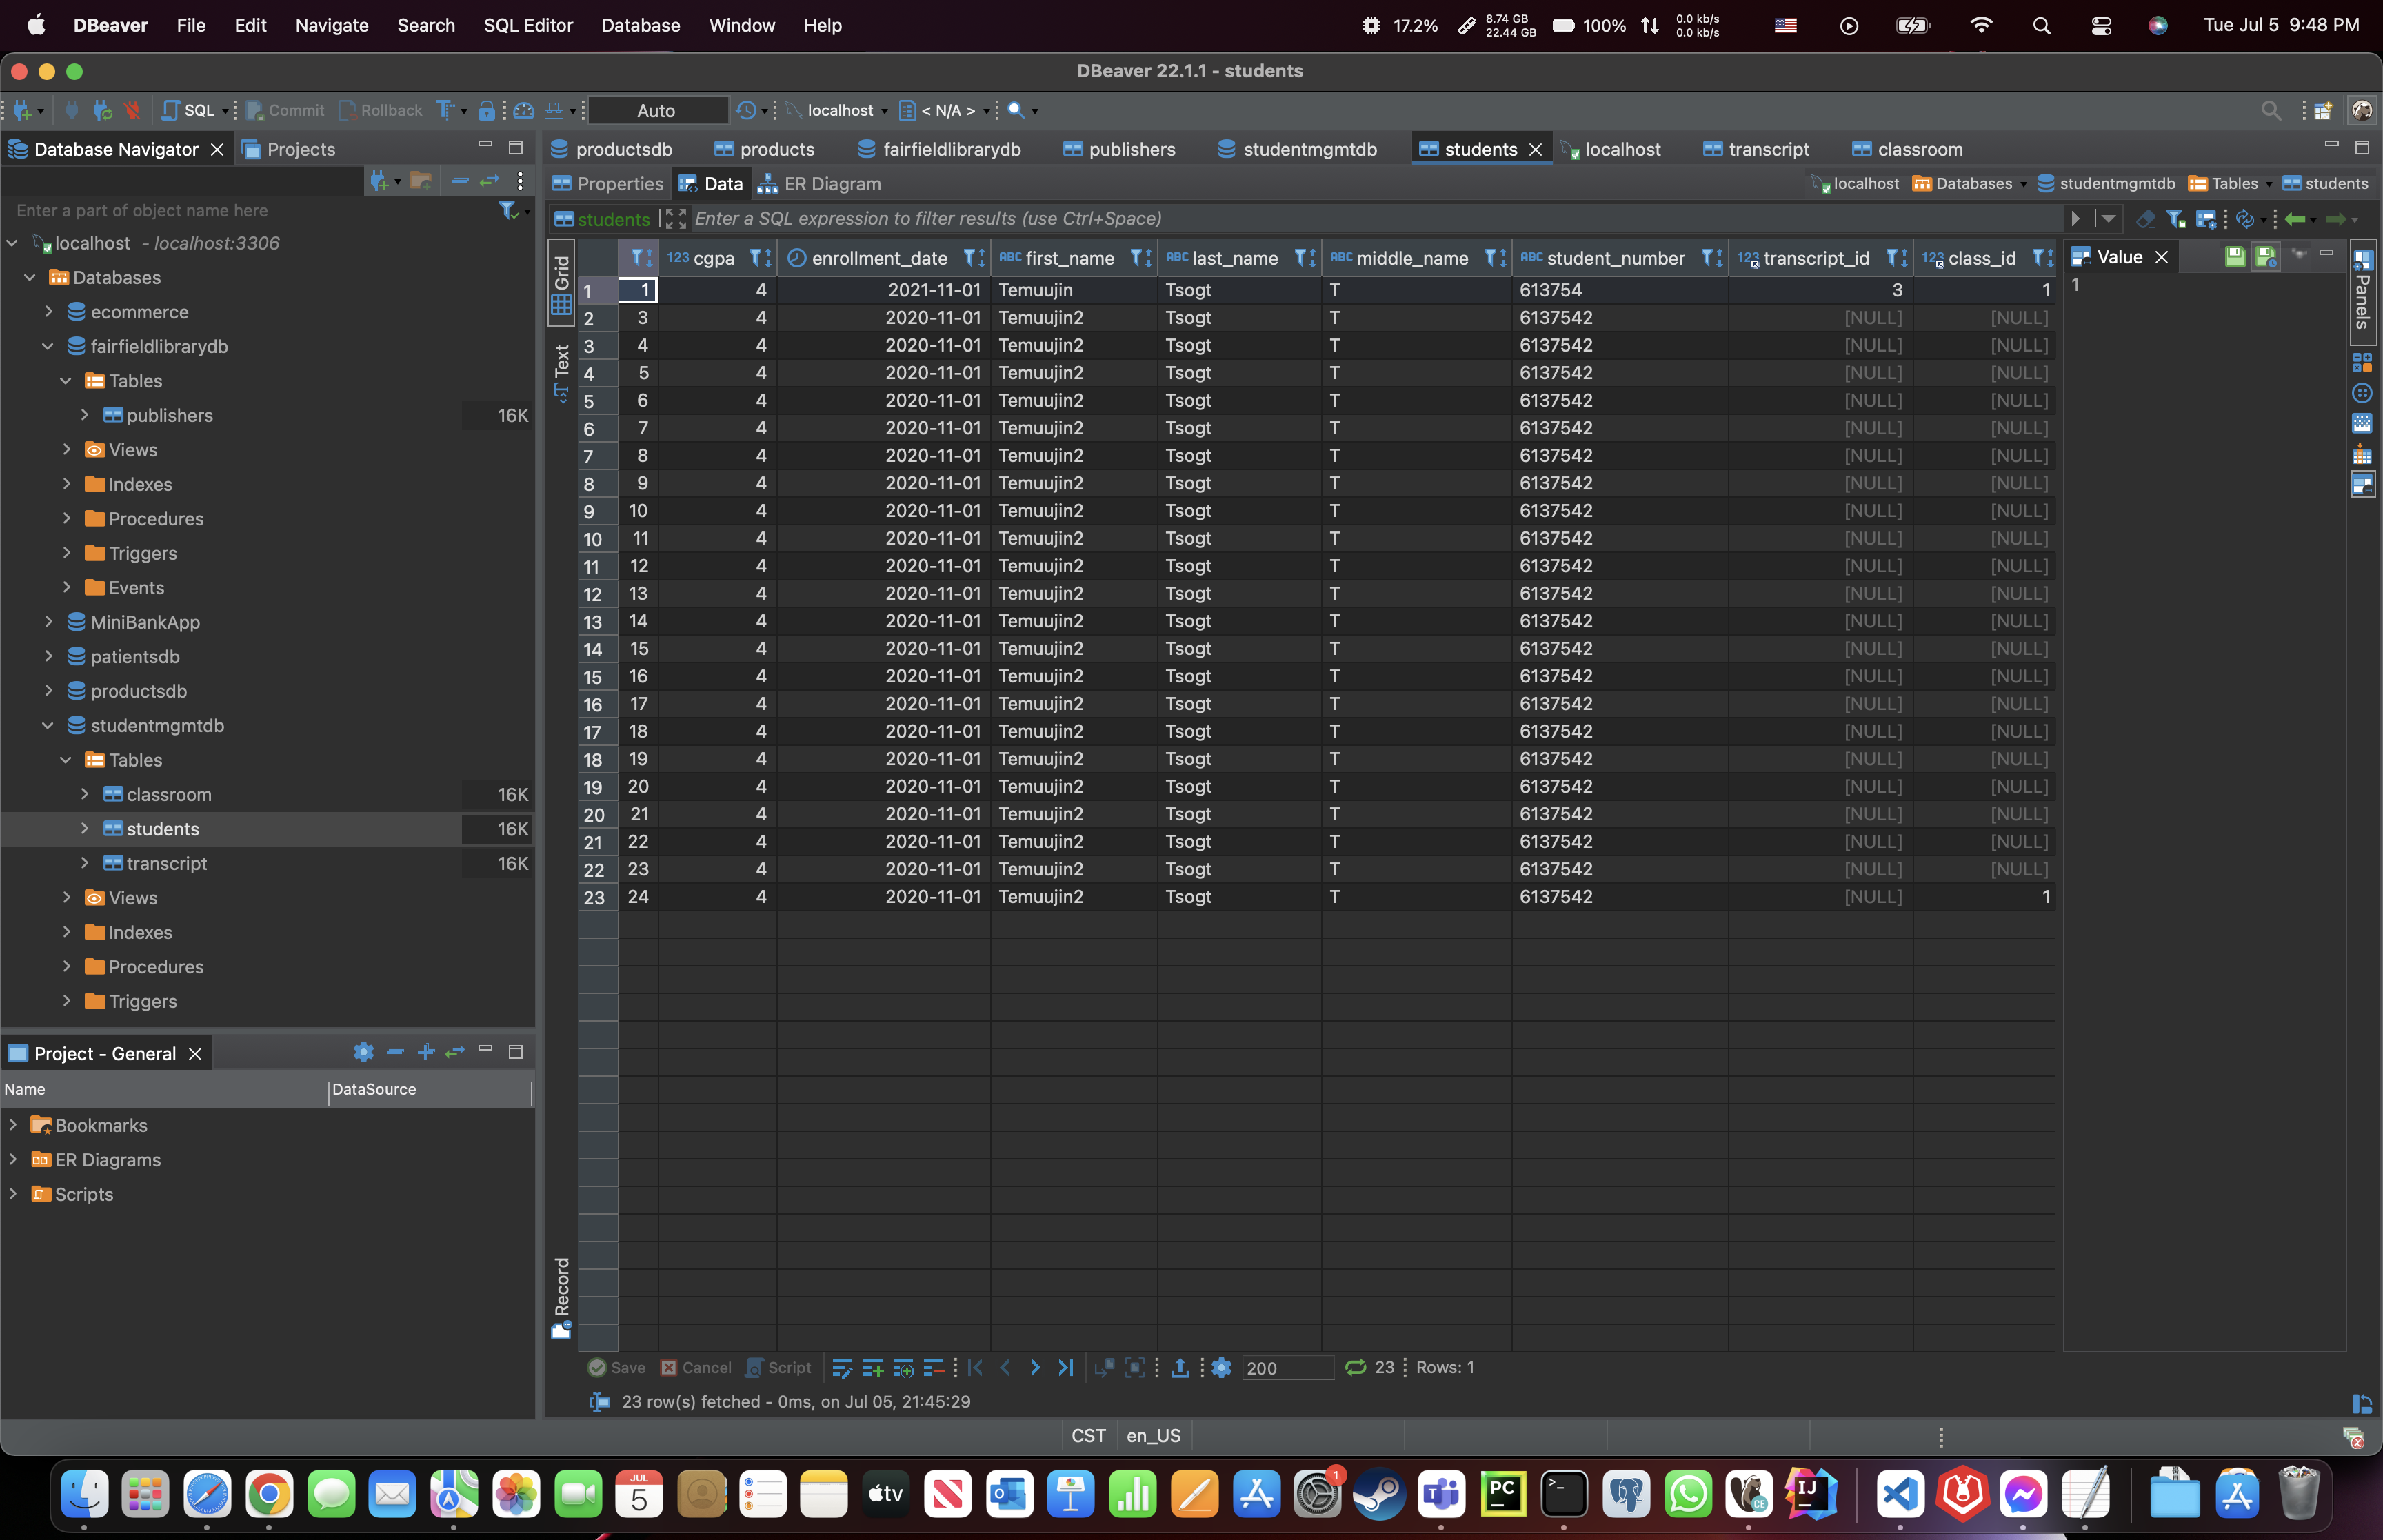 DBeaver File Edit Navigate Search SQL Editor Database Window Help 17.2% 8.74 GB 22.44 GB 100% 0.0 kb/s 0.0 kb/s Tue Jul 5 9:48 PM
DBeaver 22.1.1 - students
SQL Commit Rollback Auto localhost < N/A >
Database Navigator Projects
Enter a part of object name here
localhost - localhost:3306
Databases
ecommerce
fairfieldlibrarydb
Tables
publishers 16K
Views
Indexes
Procedures
Triggers
Events
MiniBankApp
patientsdb
productsdb
studentmgmtdb
Tables
classroom 16K
students 16K
transcript 16K
Views
Indexes
Procedures
Triggers
Project - General
Name DataSource
Bookmarks
ER Diagrams
Scripts
productsdb products fairfieldlibrarydb publishers studentmgmtdb students localhost transcript classroom
Properties Data ER Diagram localhost Databases studentmgmtdb Tables students
students Enter a SQL expression to filter results (use Ctrl+Space)
Grid
Text
Record
123 cgpa enrollment_date ABC first_name ABC last_name ABC middle_name ABC student_number 123 transcript_id 123 class_id
1 1 4 2021-11-01 Temuujin Tsogt T 613754 3 1
2 3 4 2020-11-01 Temuujin2 Tsogt T 6137542 [NULL] [NULL]
3 4 4 2020-11-01 Temuujin2 Tsogt T 6137542 [NULL] [NULL]
4 5 4 2020-11-01 Temuujin2 Tsogt T 6137542 [NULL] [NULL]
5 6 4 2020-11-01 Temuujin2 Tsogt T 6137542 [NULL] [NULL]
6 7 4 2020-11-01 Temuujin2 Tsogt T 6137542 [NULL] [NULL]
7 8 4 2020-11-01 Temuujin2 Tsogt T 6137542 [NULL] [NULL]
8 9 4 2020-11-01 Temuujin2 Tsogt T 6137542 [NULL] [NULL]
9 10 4 2020-11-01 Temuujin2 Tsogt T 6137542 [NULL] [NULL]
10 11 4 2020-11-01 Temuujin2 Tsogt T 6137542 [NULL] [NULL]
11 12 4 2020-11-01 Temuujin2 Tsogt T 6137542 [NULL] [NULL]
12 13 4 2020-11-01 Temuujin2 Tsogt T 6137542 [NULL] [NULL]
13 14 4 2020-11-01 Temuujin2 Tsogt T 6137542 [NULL] [NULL]
14 15 4 2020-11-01 Temuujin2 Tsogt T 6137542 [NULL] [NULL]
15 16 4 2020-11-01 Temuujin2 Tsogt T 6137542 [NULL] [NULL]
16 17 4 2020-11-01 Temuujin2 Tsogt T 6137542 [NULL] [NULL]
17 18 4 2020-11-01 Temuujin2 Tsogt T 6137542 [NULL] [NULL]
18 19 4 2020-11-01 Temuujin2 Tsogt T 6137542 [NULL] [NULL]
19 20 4 2020-11-01 Temuujin2 Tsogt T 6137542 [NULL] [NULL]
20 21 4 2020-11-01 Temuujin2 Tsogt T 6137542 [NULL] [NULL]
21 22 4 2020-11-01 Temuujin2 Tsogt T 6137542 [NULL] [NULL]
22 23 4 2020-11-01 Temuujin2 Tsogt T 6137542 [NULL] [NULL]
23 24 4 2020-11-01 Temuujin2 Tsogt T 6137542 [NULL] 1
Value
1
Panels
Save Cancel Script 200 23 Rows: 1
23 row(s) fetched - 0ms, on Jul 05, 21:45:29
CST en_US
JUL
5
tv
1
PC
CE
IJ